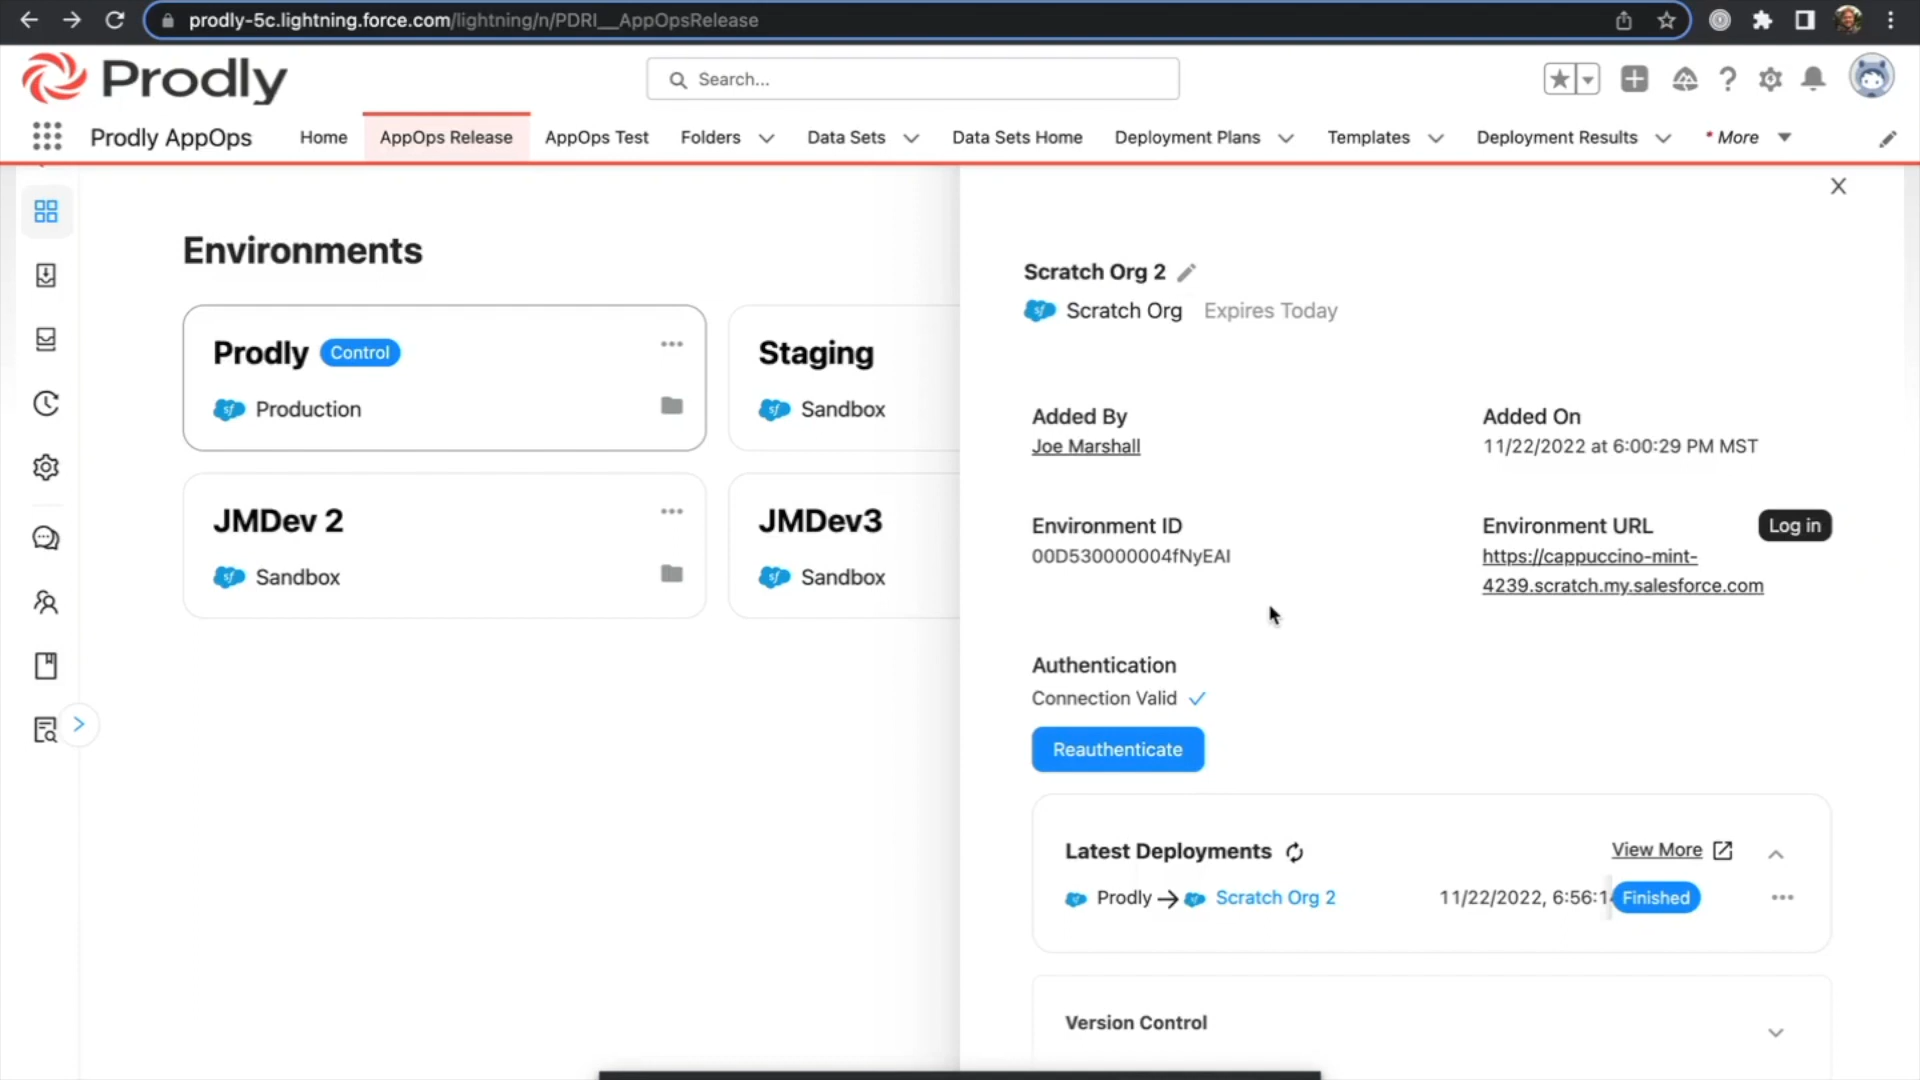 prodly-5c.lightning.force.com/lightning/n/PDRI__AppOpsRelease
Prodly
Search...
Prodly AppOps
Home
AppOps Release
AppOps Test
Folders
Data Sets
Data Sets Home
Deployment Plans
Templates
Deployment Results
* More
Environments
Prodly
Control
Production
Staging
Sandbox
JMDev 2
Sandbox
JMDev3
Sandbox
Scratch Org 2
Scratch Org
Expires Today
Added By
Joe Marshall
Added On
11/22/2022 at 6:00:29 PM MST
Environment ID
00D530000004fNyEAI
Environment URL
Log in
https://cappuccino-mint-
4239.scratch.my.salesforce.com
Authentication
Connection Valid
Reauthenticate
Latest Deployments
View More
Prodly
Scratch Org 2
11/22/2022, 6:56:1
Finished
Version Control